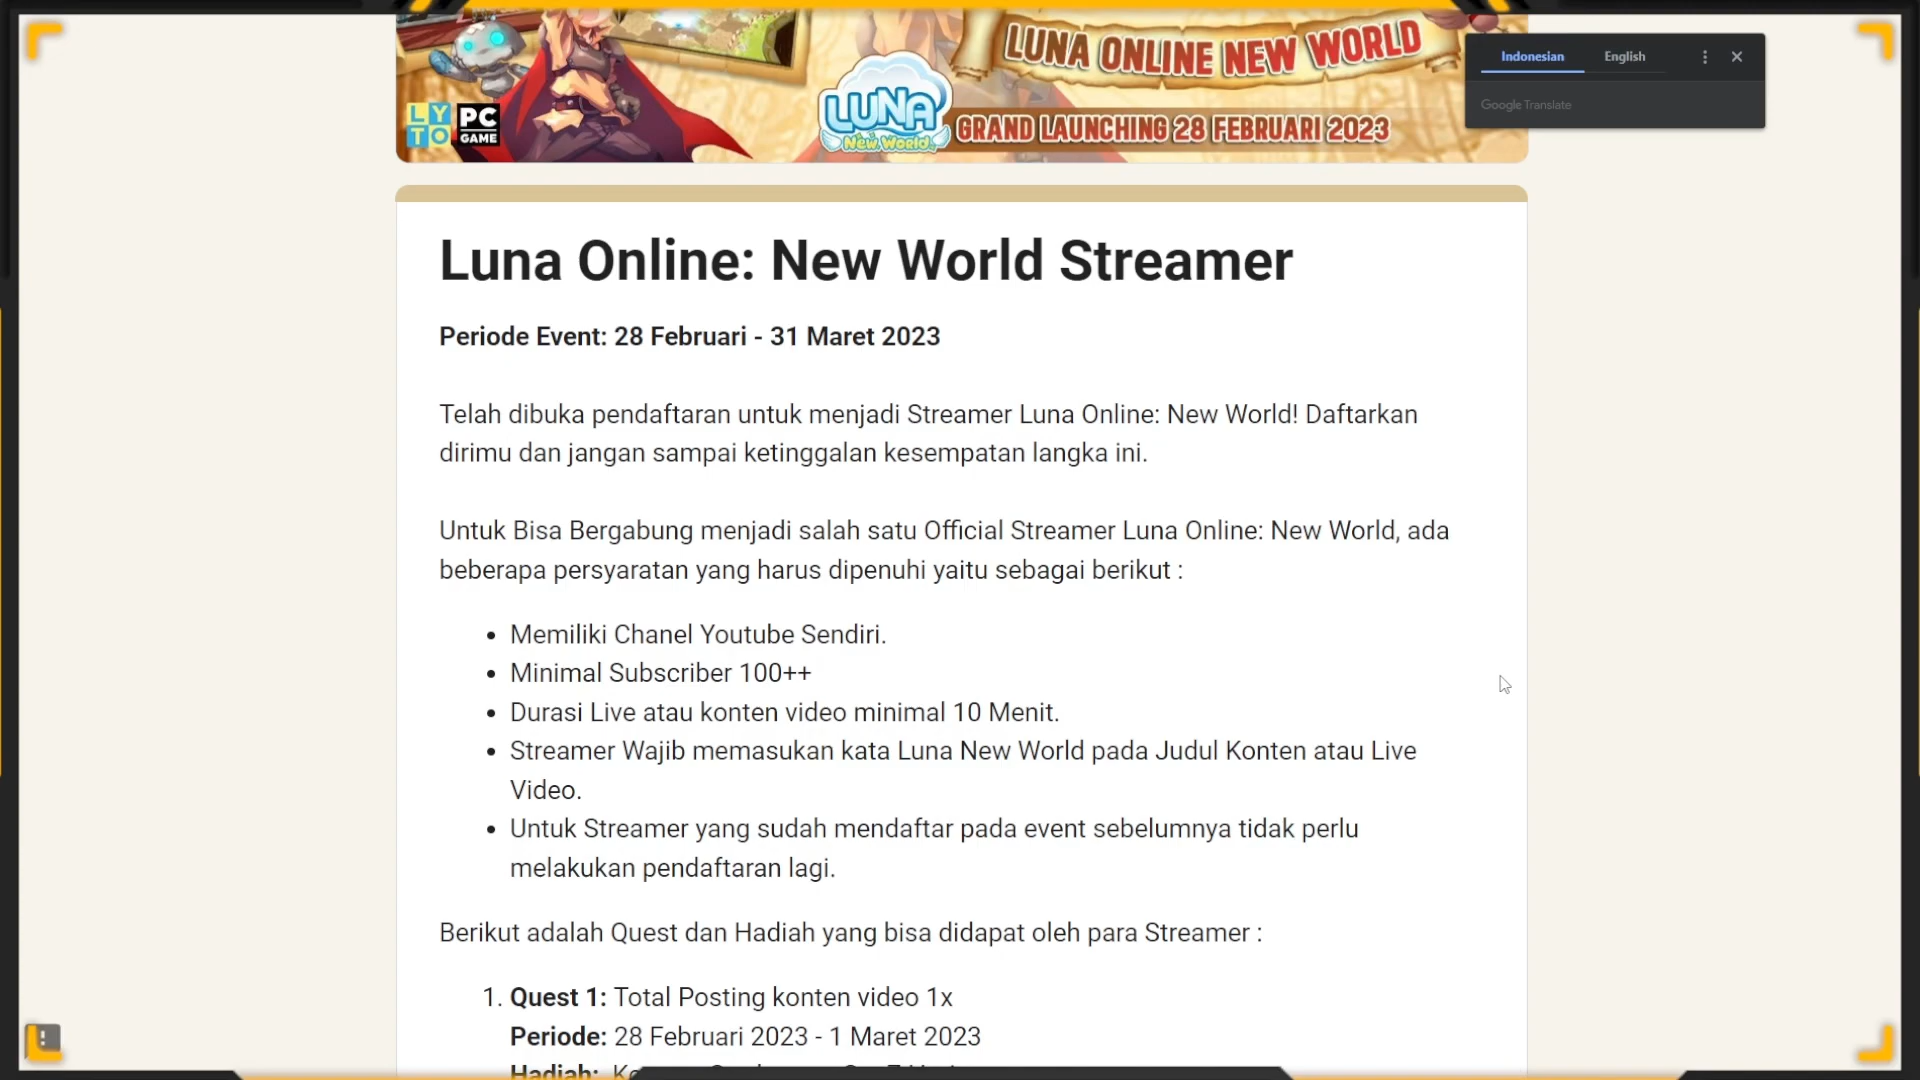 LUNA ONLINE NEW WORLD
LY
TO
PC
GAME
LUNA
New World
GRAND LAUNCHING 28 FEBRUARI 2023
Indonesian English
Google Translate
Luna Online: New World Streamer
Periode Event: 28 Februari - 31 Maret 2023
Telah dibuka pendaftaran untuk menjadi Streamer Luna Online: New World! Daftarkan
dirimu dan jangan sampai ketinggalan kesempatan langka ini.
Untuk Bisa Bergabung menjadi salah satu Official Streamer Luna Online: New World, ada
beberapa persyaratan yang harus dipenuhi yaitu sebagai berikut :
• Memiliki Chanel Youtube Sendiri.
• Minimal Subscriber 100++
• Durasi Live atau konten video minimal 10 Menit.
• Streamer Wajib memasukan kata Luna New World pada Judul Konten atau Live
Video.
• Untuk Streamer yang sudah mendaftar pada event sebelumnya tidak perlu
melakukan pendaftaran lagi.
Berikut adalah Quest dan Hadiah yang bisa didapat oleh para Streamer :
1. Quest 1: Total Posting konten video 1x
Periode: 28 Februari 2023 - 1 Maret 2023
Hadiah: